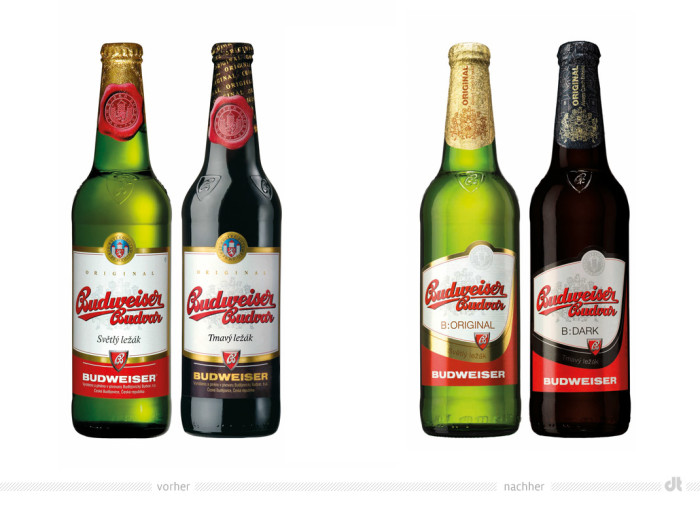 ORIGINAL
Budweiser
Budvar
Světlý ležák
B
BUDWEISER
ORIGINAL
Budweiser
Budvar
Tmavý ležák
B
BUDWEISER
ORIGINAL
Budweiser
Budvar
B:ORIGINAL
Světlý ležák
BUDWEISER
ORIGINAL
Budweiser
Budvar
B:DARK
Tmavý ležák
BUDWEISER
vorher
nachher
dt